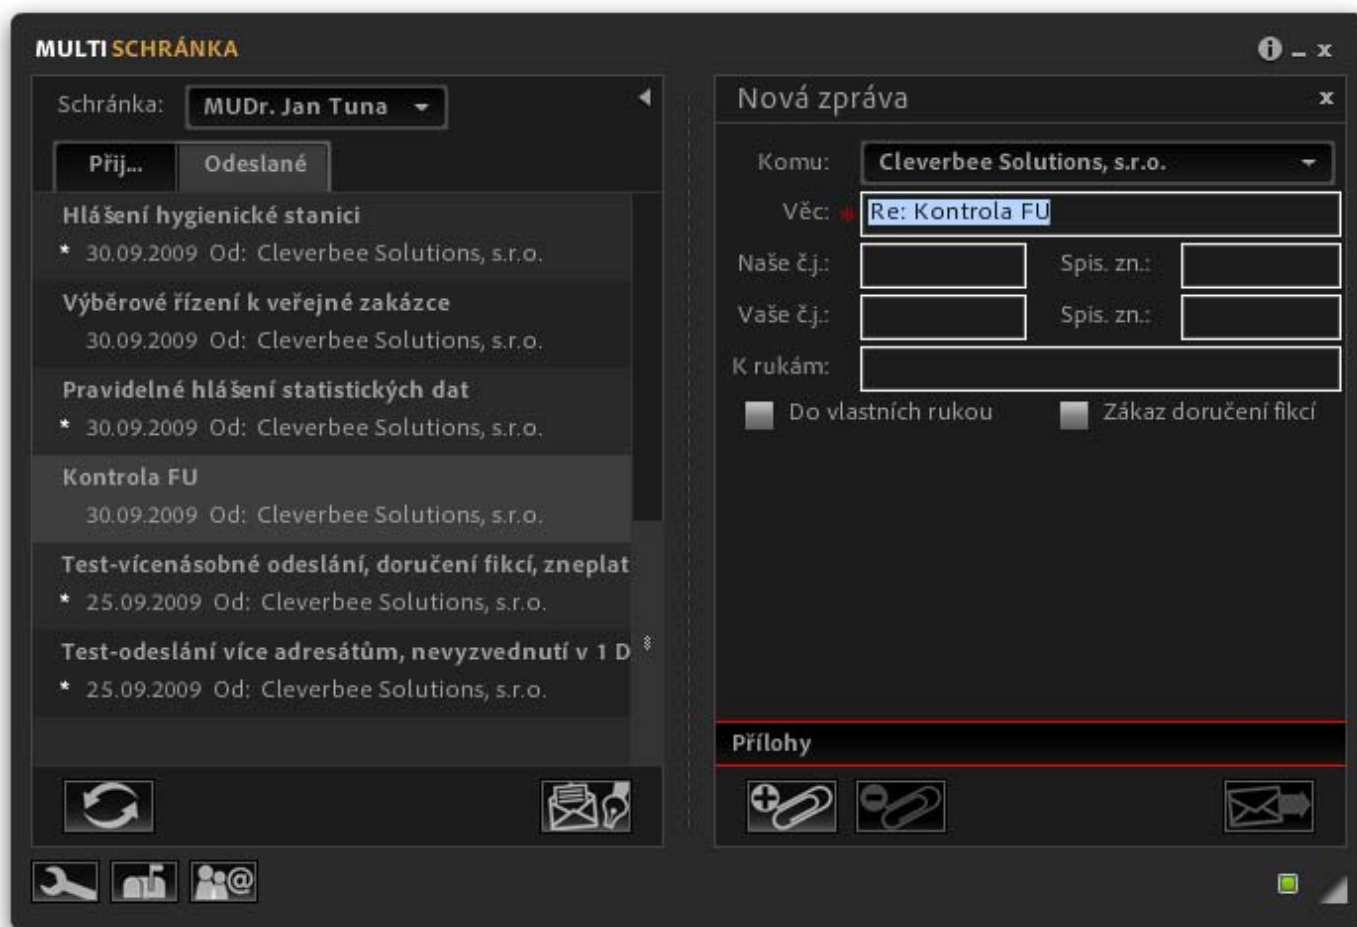 MULTISCHRÁNKA
Schránka: MUDr. Jan Tuna
Přij... Odeslané
Hlášení hygienické stanici
* 30.09.2009 Od: Cleverbee Solutions, s.r.o.
Výběrové řízení k veřejné zakázce
30.09.2009 Od: Cleverbee Solutions, s.r.o.
Pravidelné hlášení statistických dat
* 30.09.2009 Od: Cleverbee Solutions, s.r.o.
Kontrola FU
30.09.2009 Od: Cleverbee Solutions, s.r.o.
Test-vícenásobné odeslání, doručení fikcí, zneplat
* 25.09.2009 Od: Cleverbee Solutions, s.r.o.
Test-odeslání více adresátům, nevyzvednutí v 1 D
* 25.09.2009 Od: Cleverbee Solutions, s.r.o.
Nová zpráva x
Komu: Cleverbee Solutions, s.r.o.
Věc: * Re: Kontrola FU
Naše č.j.: Spis. zn.:
Vaše č.j.: Spis. zn.:
K rukám:
Do vlastních rukou Zákaz doručení fikcí
Přílohy